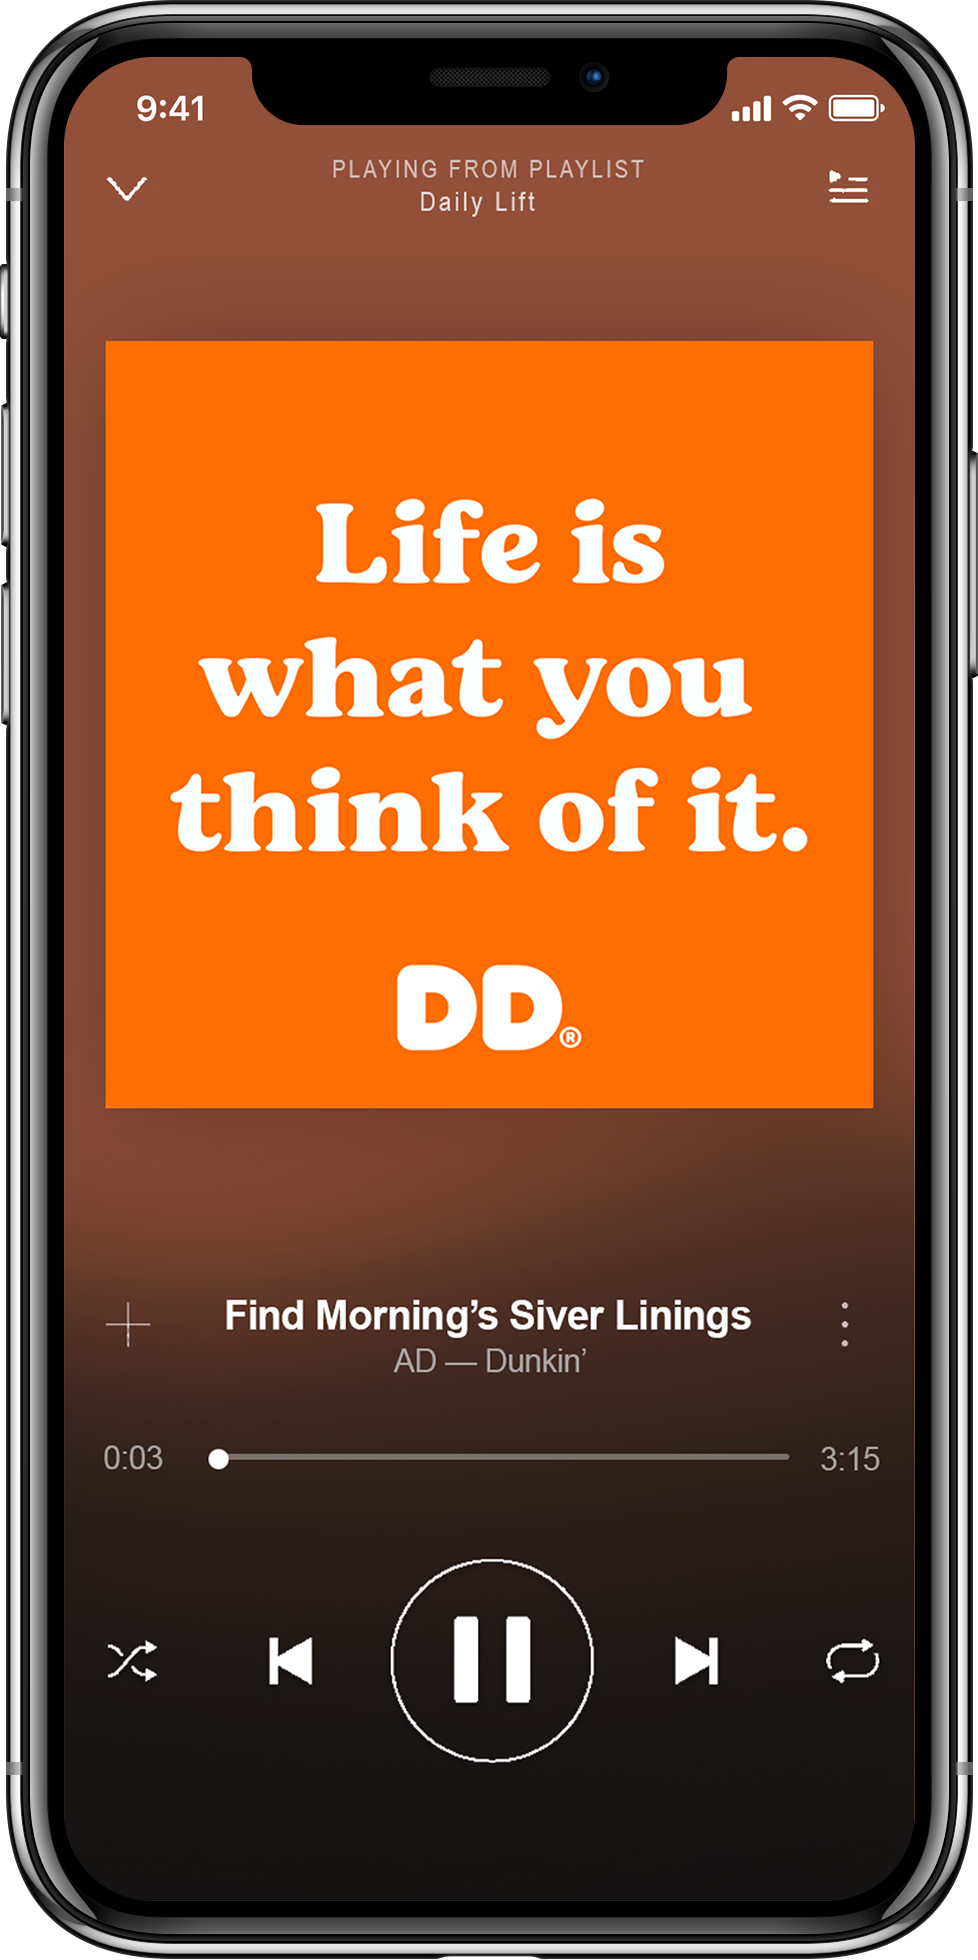 9:41
PLAYING FROM PLAYLIST
Daily Lift
Life is
what you
think of it.
DD®
Find Morning’s Siver Linings
AD — Dunkin’
0:03 3:15